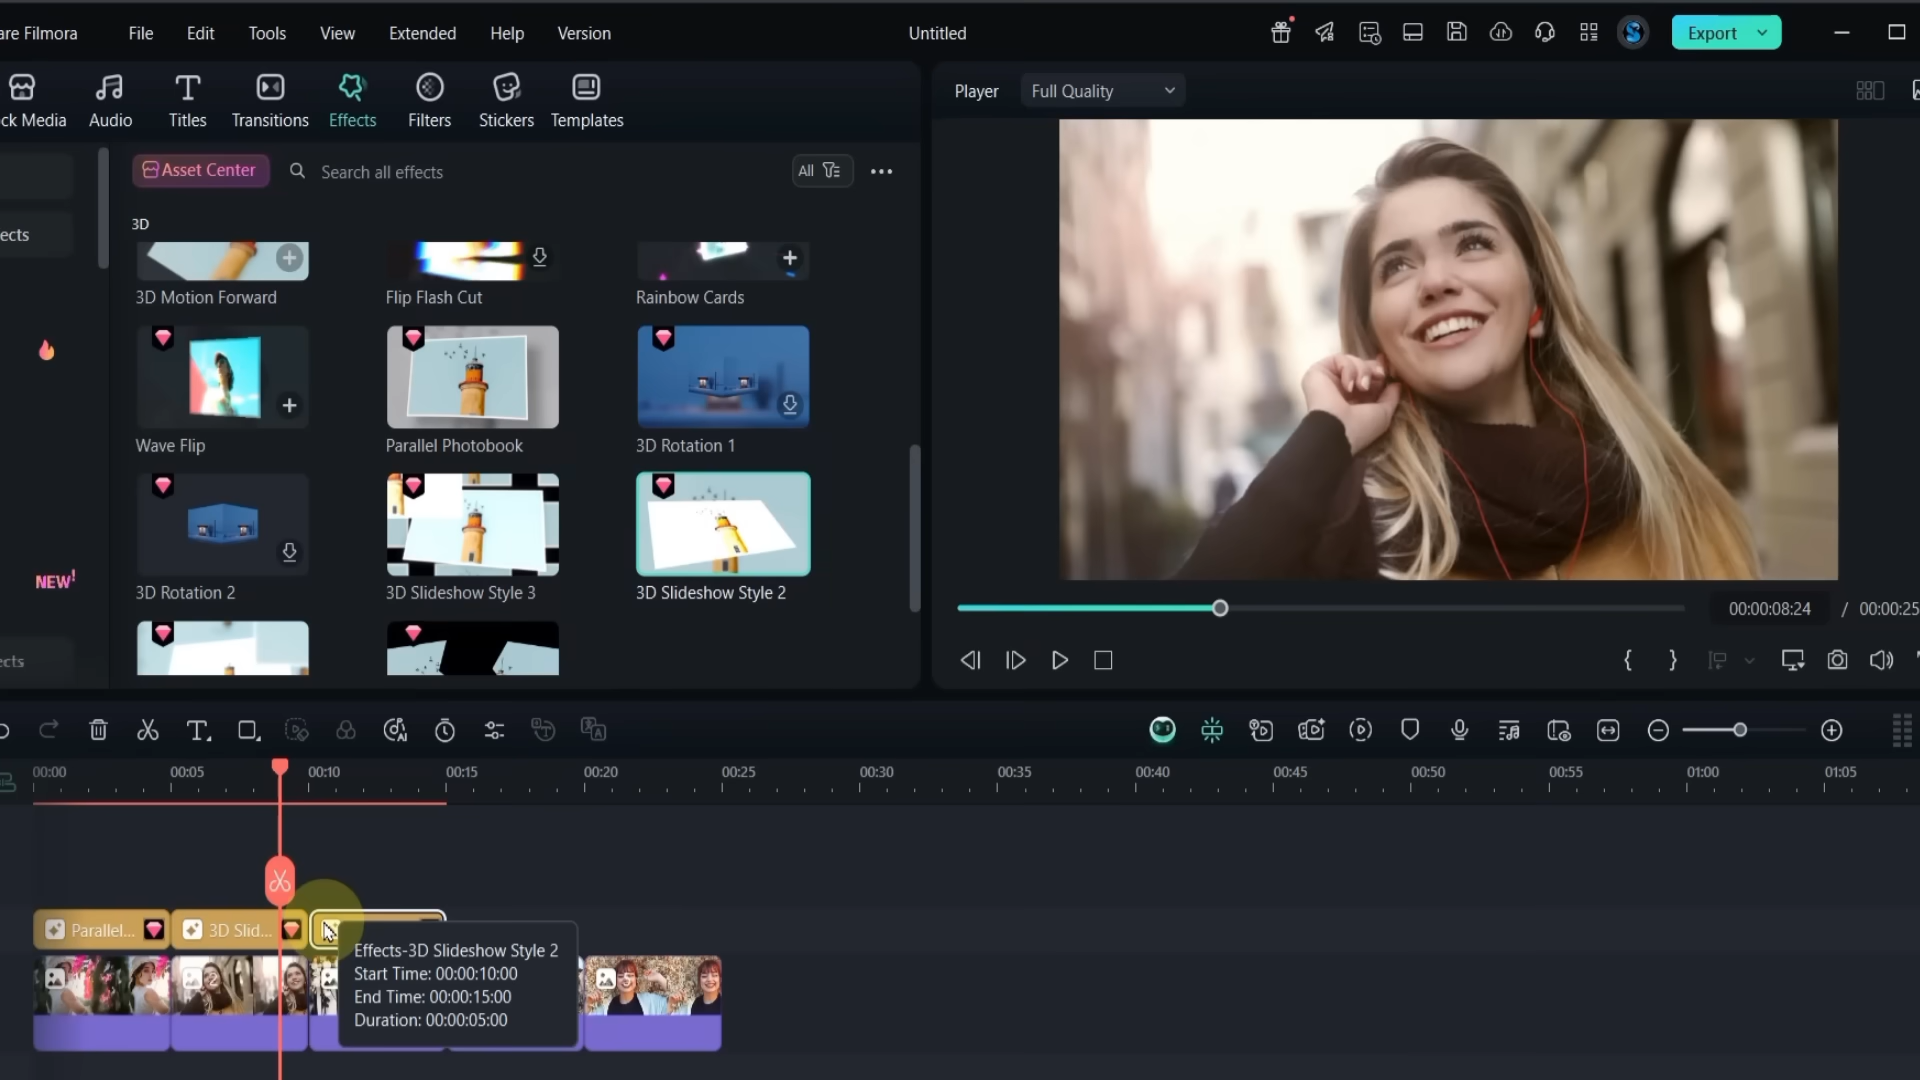 are Filmora
File
Edit
Tools
View
Extended
Help
Version
Untitled
Export
ck Media
Audio
Titles
Transitions
Effects
Filters
Stickers
Templates
Player
Full Quality
Asset Center
Search all effects
All
ects
3D
3D Motion Forward
Flip Flash Cut
Rainbow Cards
Wave Flip
Parallel Photobook
3D Rotation 1
NEW!
3D Rotation 2
3D Slideshow Style 3
3D Slideshow Style 2
ects
00:00:08:24 / 00:00:25
00:00
00:05
00:10
00:15
00:20
00:25
00:30
00:35
00:40
00:45
00:50
00:55
01:00
01:05
Parallel...
3D Slid...
Effects-3D Slideshow Style 2
Start Time: 00:00:10:00
End Time: 00:00:15:00
Duration: 00:00:05:00
2